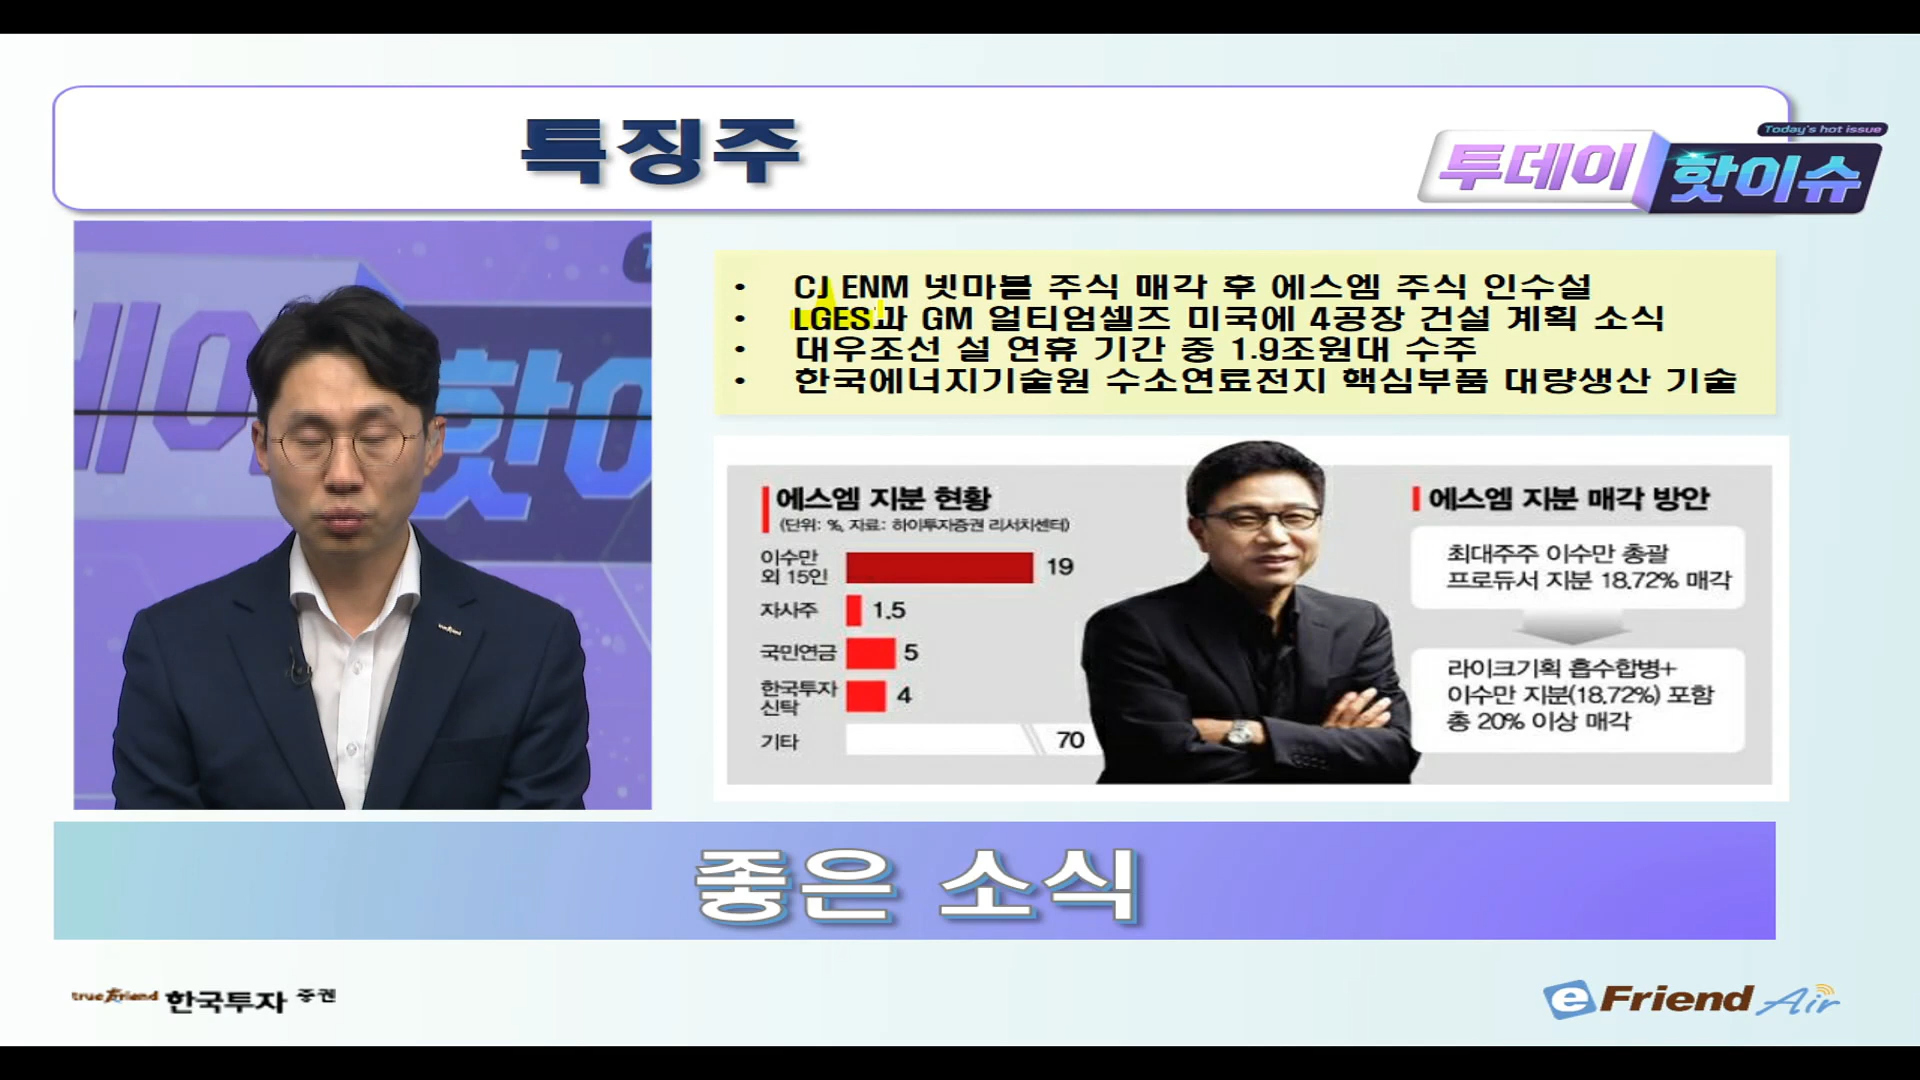 특징주
Today's hot issue
투데이 핫이슈
• CJ ENM 넷마블 주식 매각 후 에스엠 주식 인수설
• LGES과 GM 얼티엄셀즈 미국에 4공장 건설 계획 소식
• 대우조선 설 연휴 기간 중 1.9조원대 수주
• 한국에너지기술원 수소연료전지 핵심부품 대량생산 기술
데이
핫이
에스엠 지분 현황
(단위: %, 자료: 하이투자증권 리서치센터)
이수만
외 15인
19
자사주
1.5
국민연금
5
한국투자
신탁
4
기타
70
에스엠 지분 매각 방안
최대주주 이수만 총괄
프로듀서 지분 18.72% 매각
라이크기획 흡수합병+
이수만 지분(18.72%) 포함
총 20% 이상 매각
좋은 소식
true Friend 한국투자 증권
eFriend Air